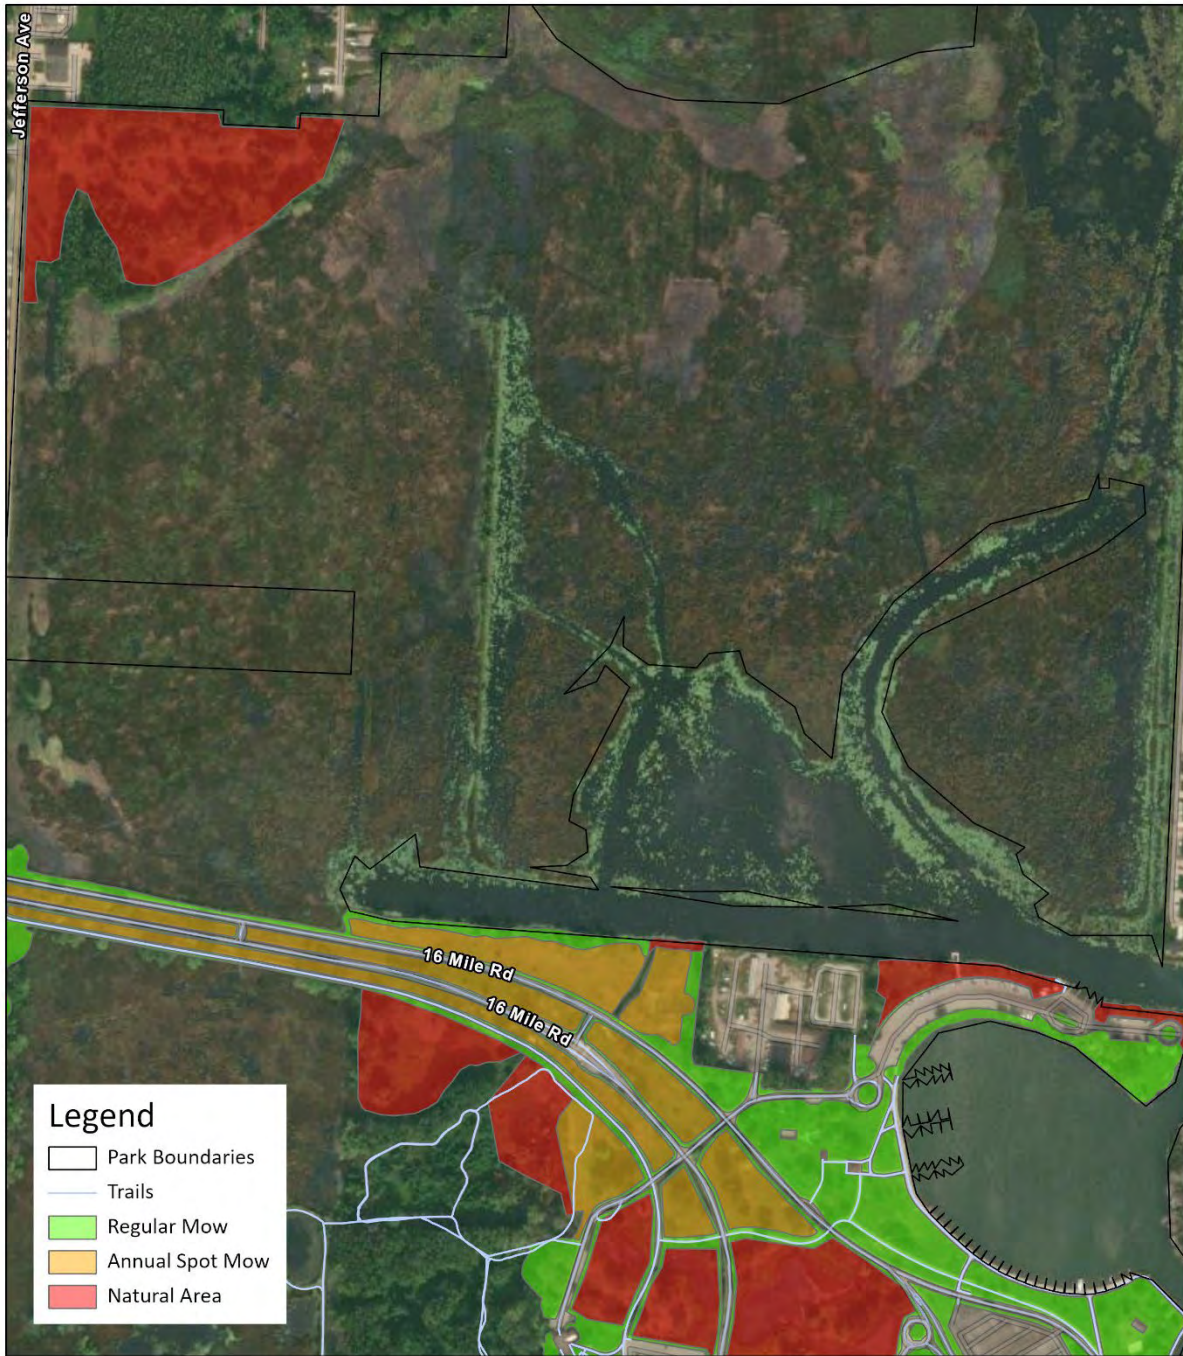 Jefferson Ave
16 Mile Rd
16 Mile Rd
Legend
Park Boundaries
Trails
Regular Mow
Annual Spot Mow
Natural Area